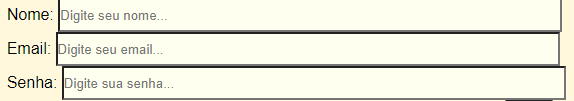 Nome: Digite seu nome...
Email: Digite seu email...
Senha: Digite sua senha...